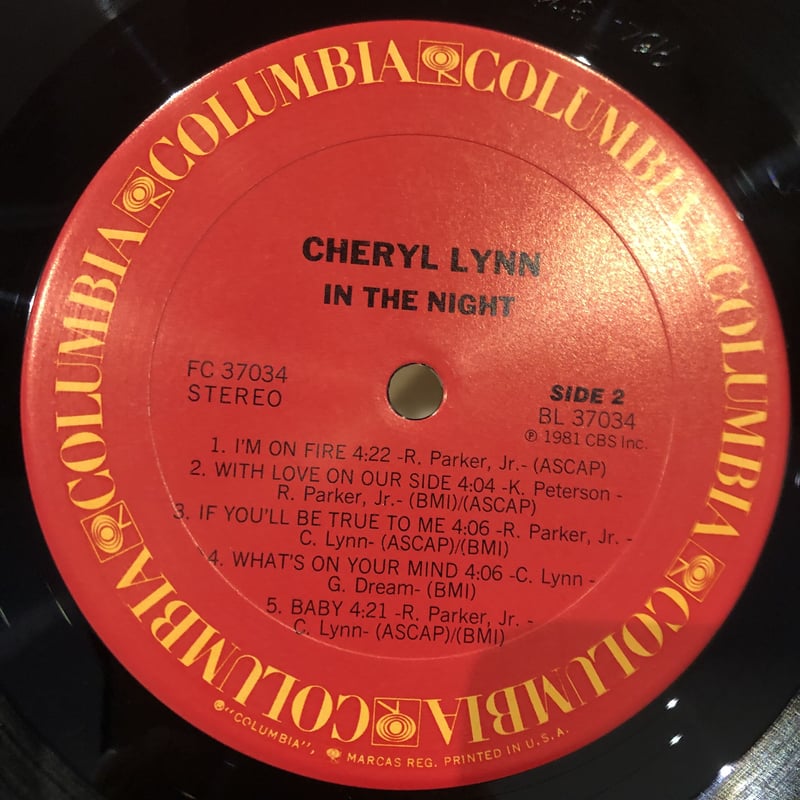 COLUMBIA COLUMBIA COLUMBIA COLUMBIA COLUMBIA COLUMBIA COLUMBIA
CHERYL LYNN
IN THE NIGHT
FC 37034
STEREO
SIDE 2
BL 37034
℗ 1981 CBS Inc.
1. I'M ON FIRE 4:22 -R. Parker, Jr.- (ASCAP)
2. WITH LOVE ON OUR SIDE 4:04 -K. Peterson -
R. Parker, Jr.- (BMI)/(ASCAP)
3. IF YOU'LL BE TRUE TO ME 4:06 -R. Parker, Jr. -
C. Lynn- (ASCAP)/(BMI)
4. WHAT'S ON YOUR MIND 4:06 -C. Lynn -
G. Dream- (BMI)
5. BABY 4:21 -R. Parker, Jr. -
C. Lynn- (ASCAP)/(BMI)
®"COLUMBIA", MARCAS REG. PRINTED IN U.S.A.